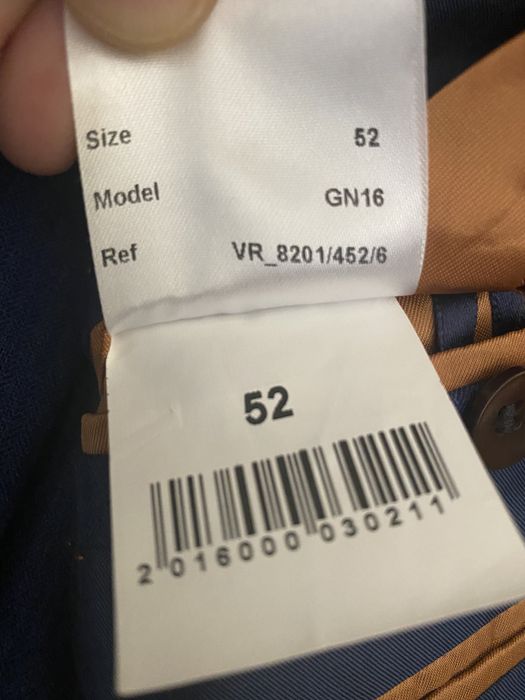 Size 52
Model GN16
Ref VR_8201/452/6
52
2 016000 030211